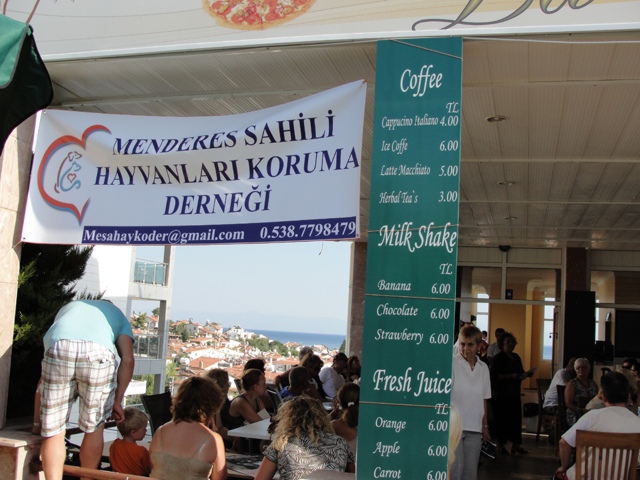 MENDERES SAHİLİ
HAYVANLARI KORUMA
DERNEĞİ
Mesahaykoder@gmail.com 0.538.7798479
Coffee
TL
Cappucino Italiano 4.00
Ice Coffe 6.00
Latte Macchiato 5.00
Herbal Tea's 3.00
Milk Shake
TL
Banana 6.00
Chocolate 6.00
Strawberry 6.00
Fresh Juice
TL
Orange 6.00
Apple 6.00
Carrot 6.00